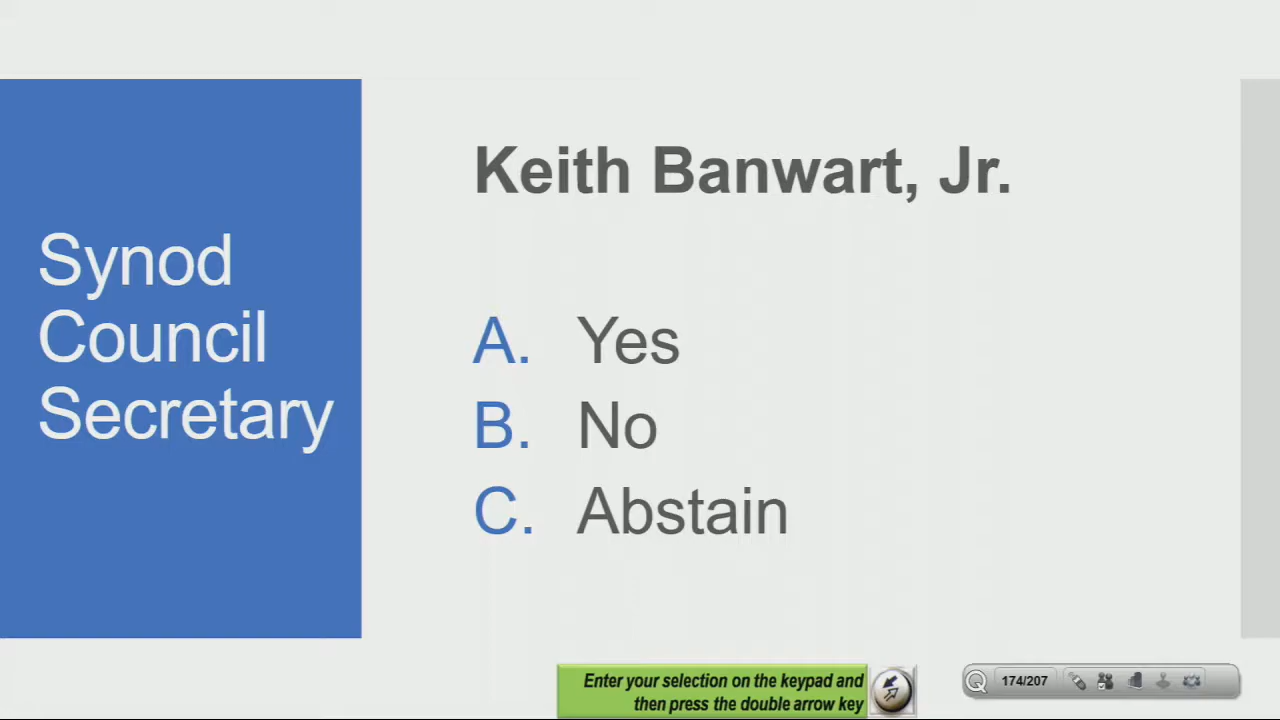 Synod
Council
Secretary
Keith Banwart, Jr.
A. Yes
B. No
C. Abstain
Enter your selection on the keypad and
then press the double arrow key
174/207